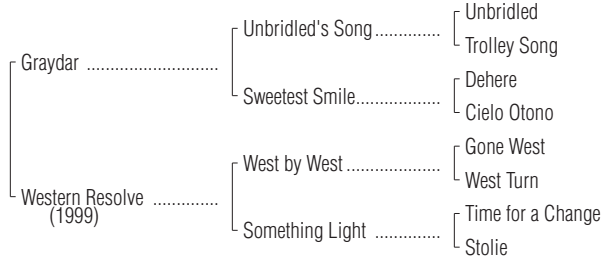 Unbridled
Unbridled's Song..............
Trolley Song
Graydar ............................
Dehere
Sweetest Smile..................
Cielo Otono
Gone West
West by West....................
West Turn
Western Resolve ..............
(1999)
Time for a Change
Something Light ..............
Stolie